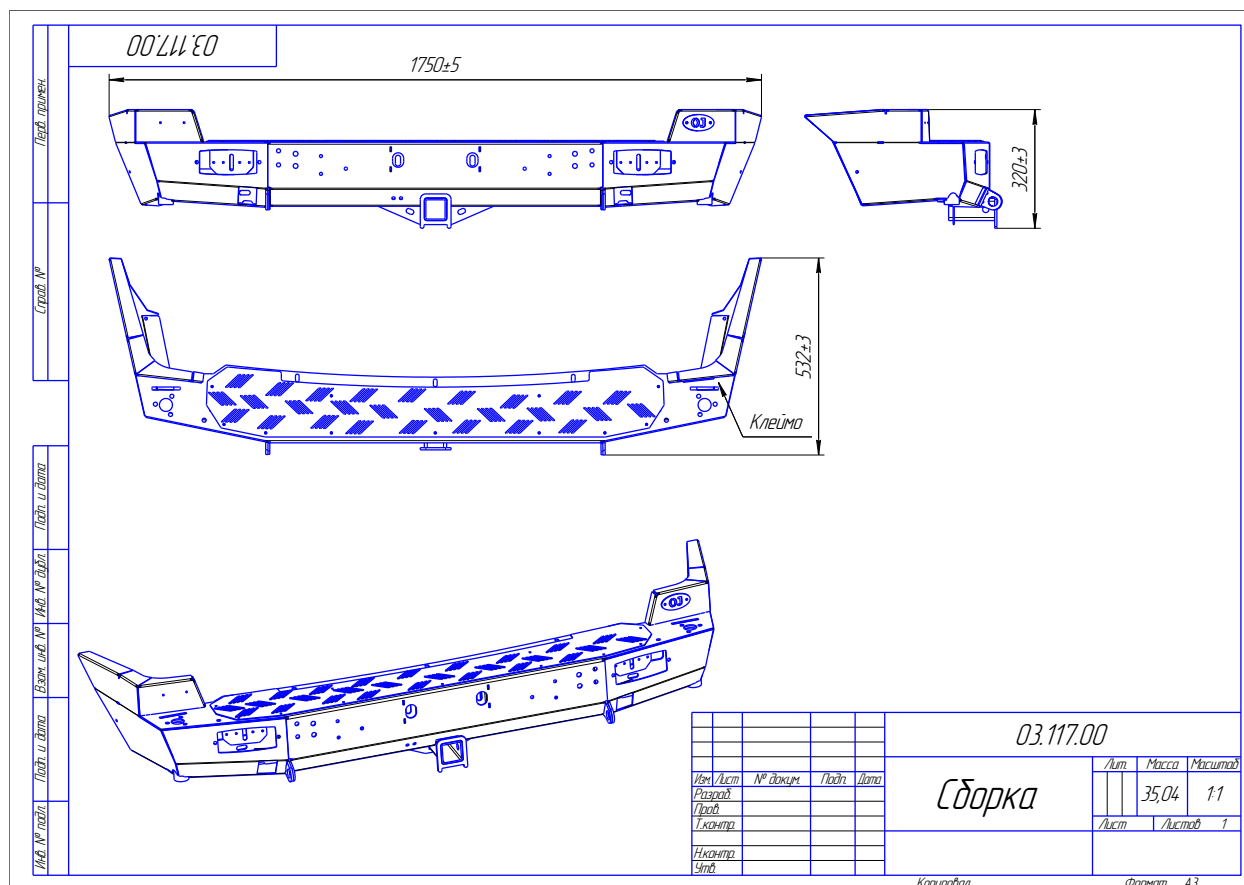 03.117.00
1750±5
320±3
532±3
Клеймо
OJ
OJ
Перв. примен.
Справ. №
Подп. и дата
Инв. № дубл.
Взам. инв. №
Подп. и дата
Инв. № подл.
03.117.00
Изм. Лист № докум. Подп. Дата
Разраб.
Пров.
Т.контр.
Н.контр.
Утв.
Сборка
Лит. Масса Масштаб
35,04 1:1
Лист Листов 1
Копировал Формат А3